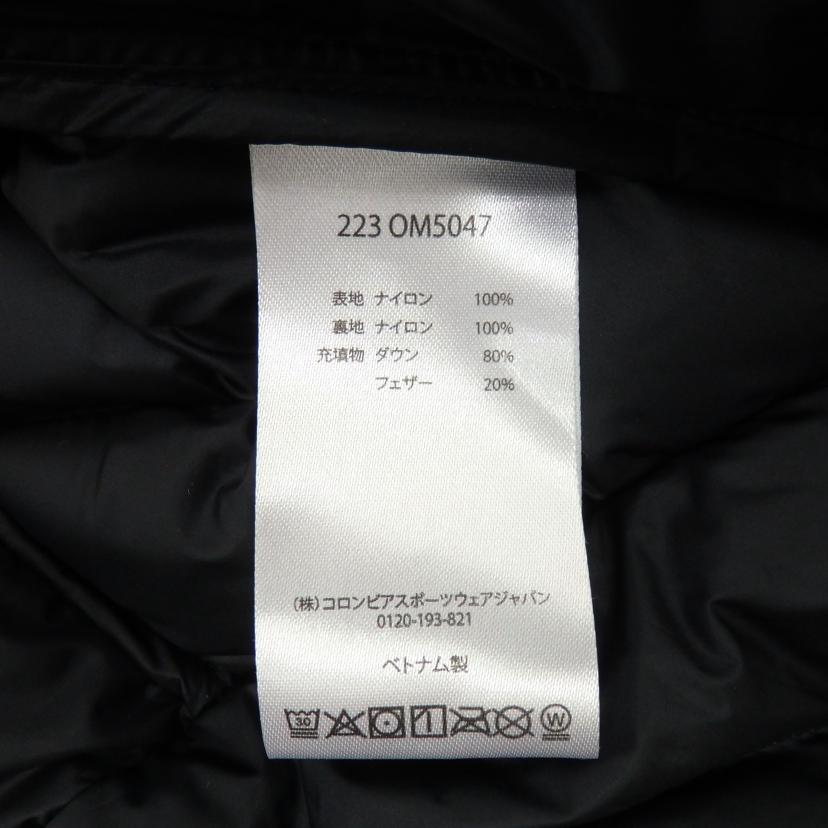 223 OM5047
表地 ナイロン 100%
裏地 ナイロン 100%
充填物 ダウン 80%
フェザー 20%
(株)コロンビアスポーツウェアジャパン
0120-193-821
ベトナム製
30 W